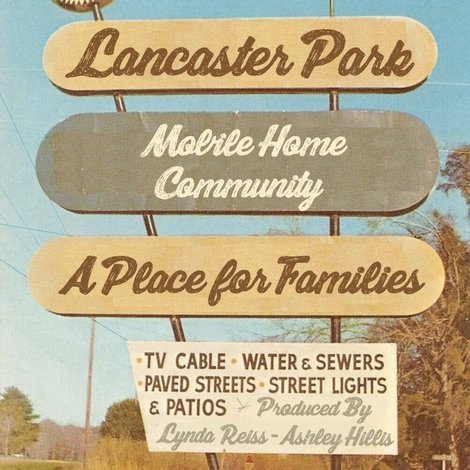 Lancaster Park
Mobile Home
Community
A Place for Families
• TV CABLE • WATER & SEWERS
• PAVED STREETS • STREET LIGHTS
& PATIOS Produced By
Lynda Reiss - Ashley Hillis